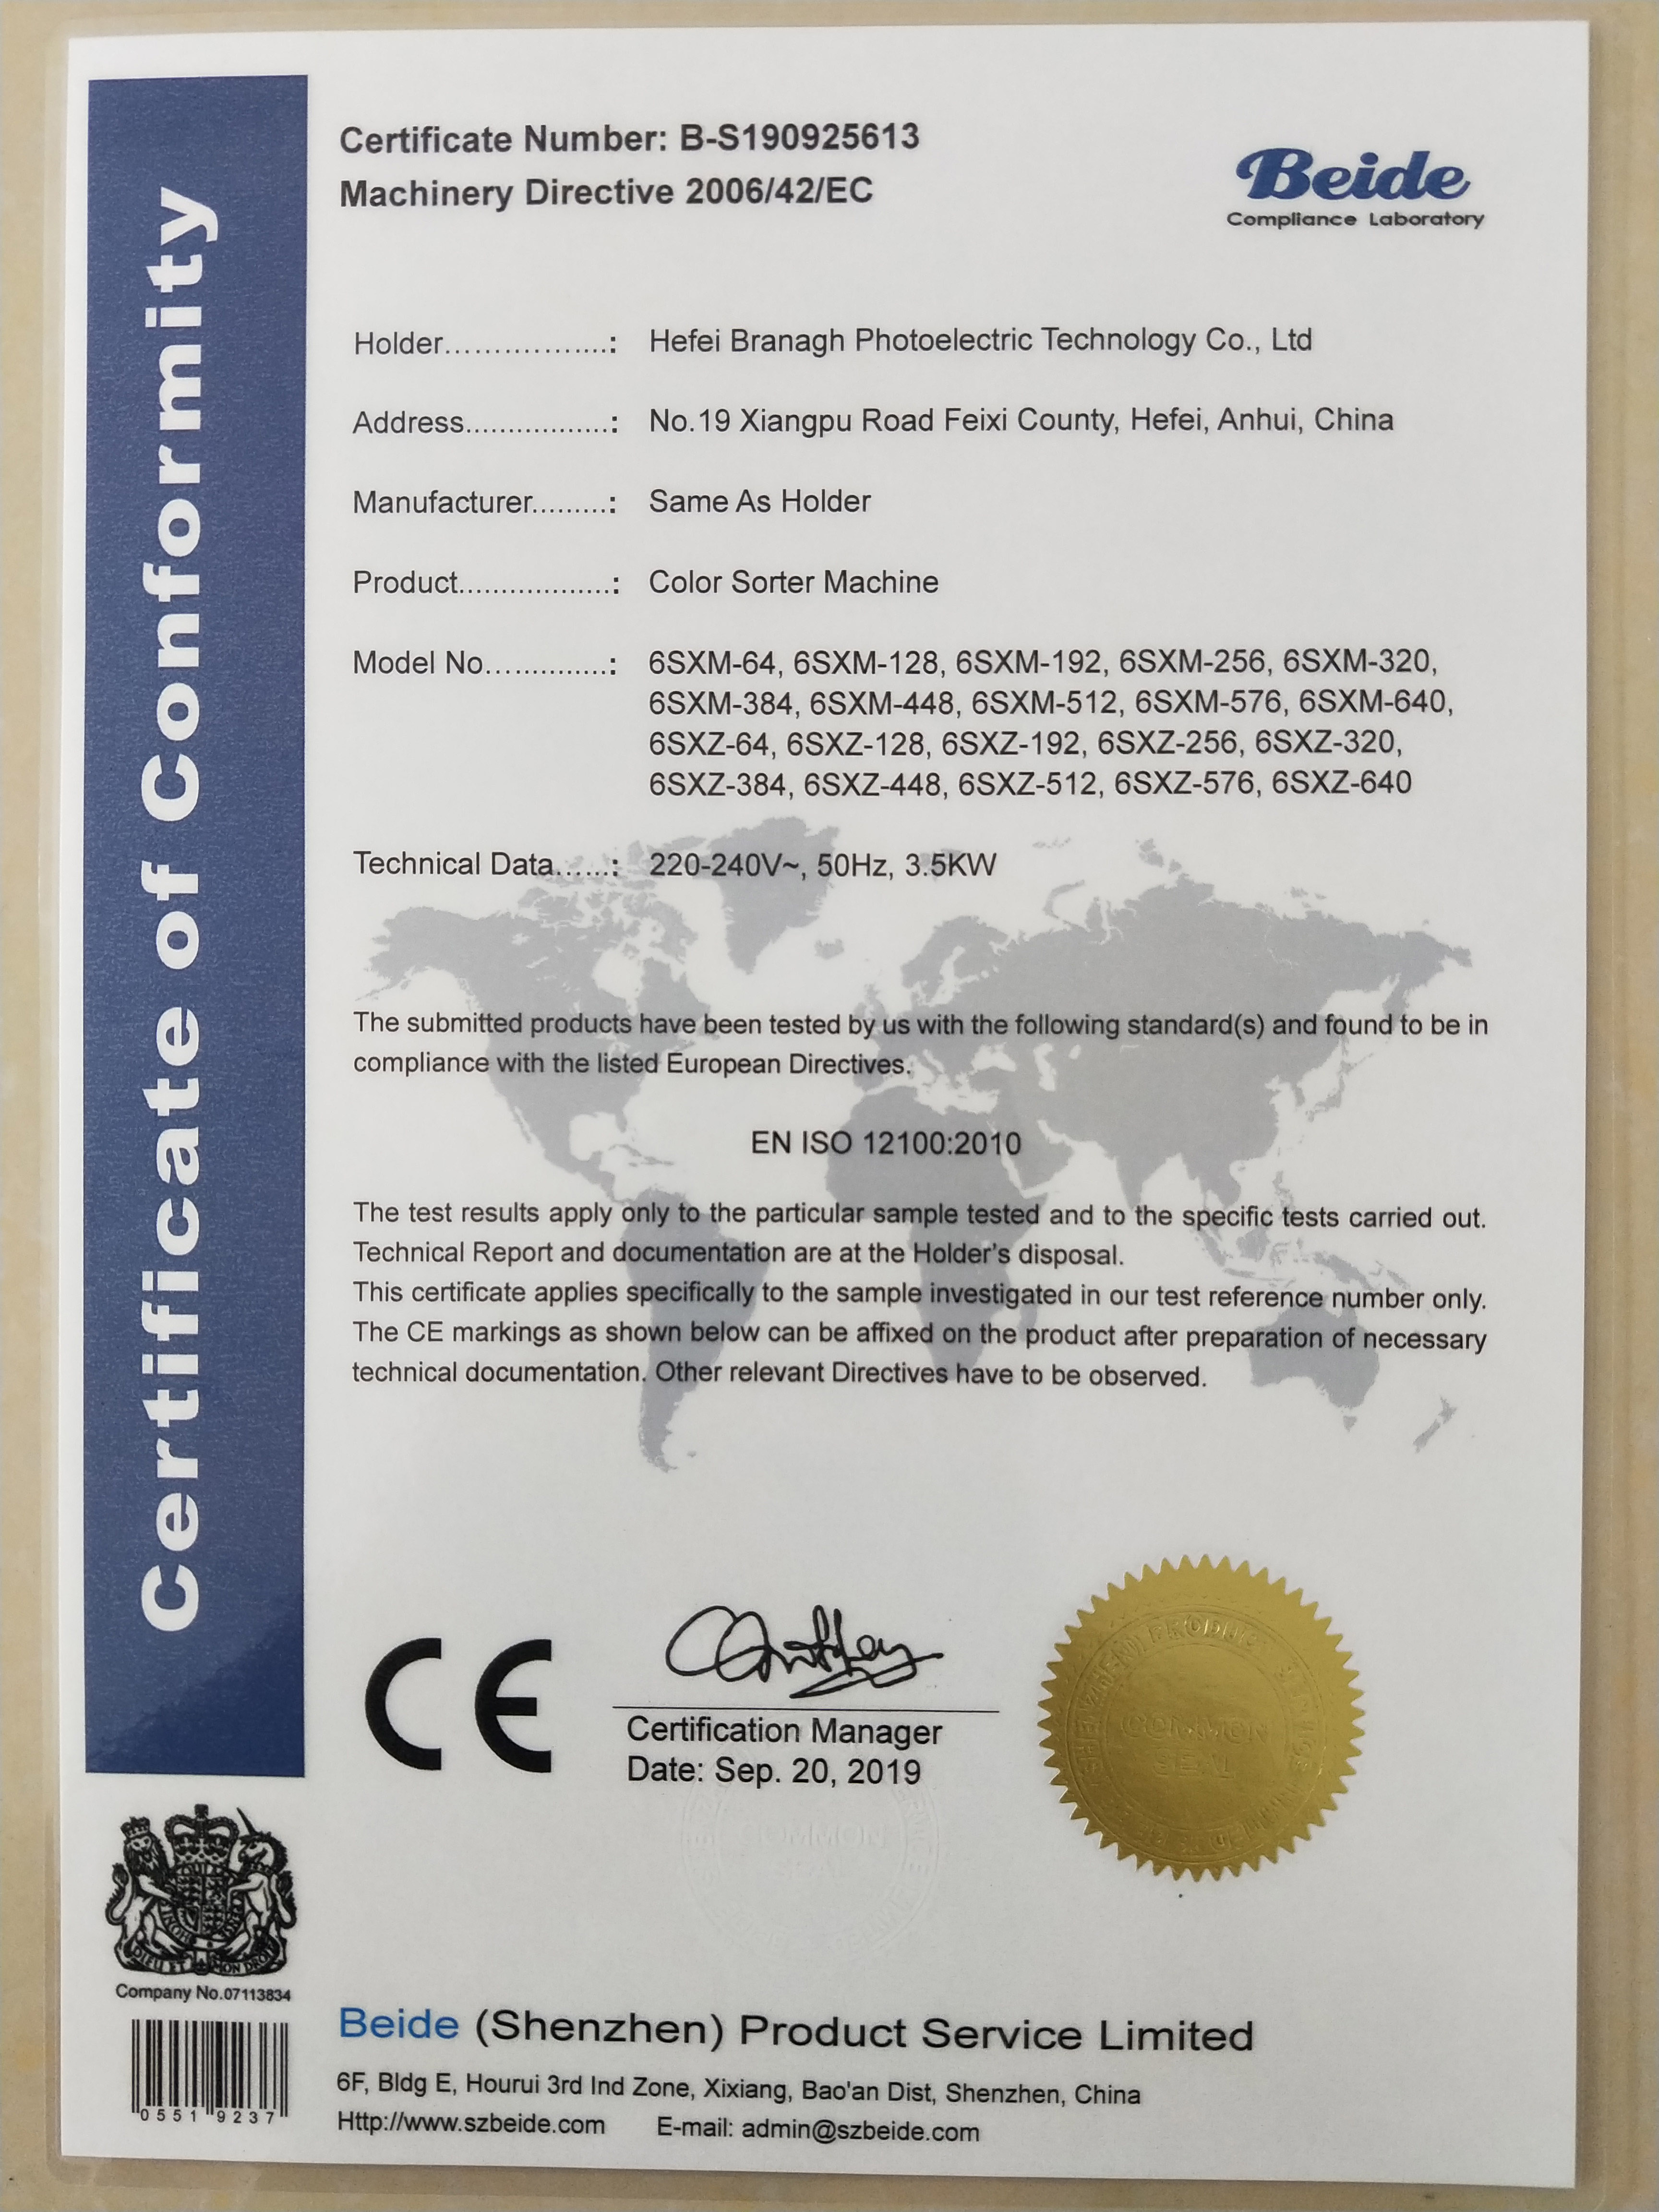 Certificate of Conformity
Certificate Number: B-S190925613
Machinery Directive 2006/42/EC
Beide
Compliance Laboratory
Holder..................: Hefei Branagh Photoelectric Technology Co., Ltd
Address.................: No.19 Xiangpu Road Feixi County, Hefei, Anhui, China
Manufacturer.........: Same As Holder
Product..................: Color Sorter Machine
Model No..............: 6SXM-64, 6SXM-128, 6SXM-192, 6SXM-256, 6SXM-320,
6SXM-384, 6SXM-448, 6SXM-512, 6SXM-576, 6SXM-640,
6SXZ-64, 6SXZ-128, 6SXZ-192, 6SXZ-256, 6SXZ-320,
6SXZ-384, 6SXZ-448, 6SXZ-512, 6SXZ-576, 6SXZ-640
Technical Data......: 220-240V~, 50Hz, 3.5KW
The submitted products have been tested by us with the following standard(s) and found to be in
compliance with the listed European Directives.
EN ISO 12100:2010
The test results apply only to the particular sample tested and to the specific tests carried out.
Technical Report and documentation are at the Holder's disposal.
This certificate applies specifically to the sample investigated in our test reference number only.
The CE markings as shown below can be affixed on the product after preparation of necessary
technical documentation. Other relevant Directives have to be observed.
CE
Certification Manager
Date: Sep. 20, 2019
COMMON
SEAL
COMMON
SEAL
DIEU ET MON DROIT
Company No.07113834
0551 9237
Beide (Shenzhen) Product Service Limited
6F, Bldg E, Hourui 3rd Ind Zone, Xixiang, Bao'an Dist, Shenzhen, China
Http://www.szbeide.com E-mail: admin@szbeide.com